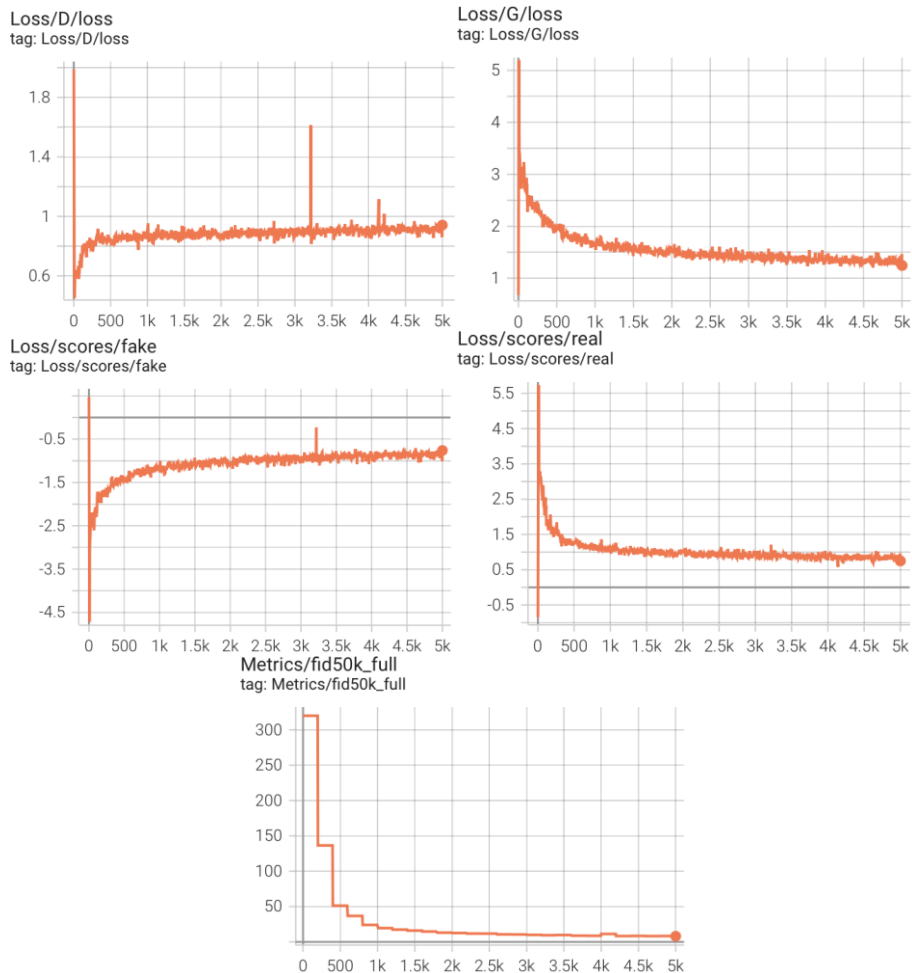 Loss/D/loss
tag: Loss/D/loss
1.8
1.4
1
0.6
0 500 1k 1.5k 2k 2.5k 3k 3.5k 4k 4.5k 5k
Loss/G/loss
tag: Loss/G/loss
5
4
3
2
1
0 500 1k 1.5k 2k 2.5k 3k 3.5k 4k 4.5k 5k
Loss/scores/fake
tag: Loss/scores/fake
-0.5
-1.5
-2.5
-3.5
-4.5
0 500 1k 1.5k 2k 2.5k 3k 3.5k 4k 4.5k 5k
Loss/scores/real
tag: Loss/scores/real
5.5
4.5
3.5
2.5
1.5
0.5
-0.5
0 500 1k 1.5k 2k 2.5k 3k 3.5k 4k 4.5k 5k
Metrics/fid50k_full
tag: Metrics/fid50k_full
300
250
200
150
100
50
0 500 1k 1.5k 2k 2.5k 3k 3.5k 4k 4.5k 5k